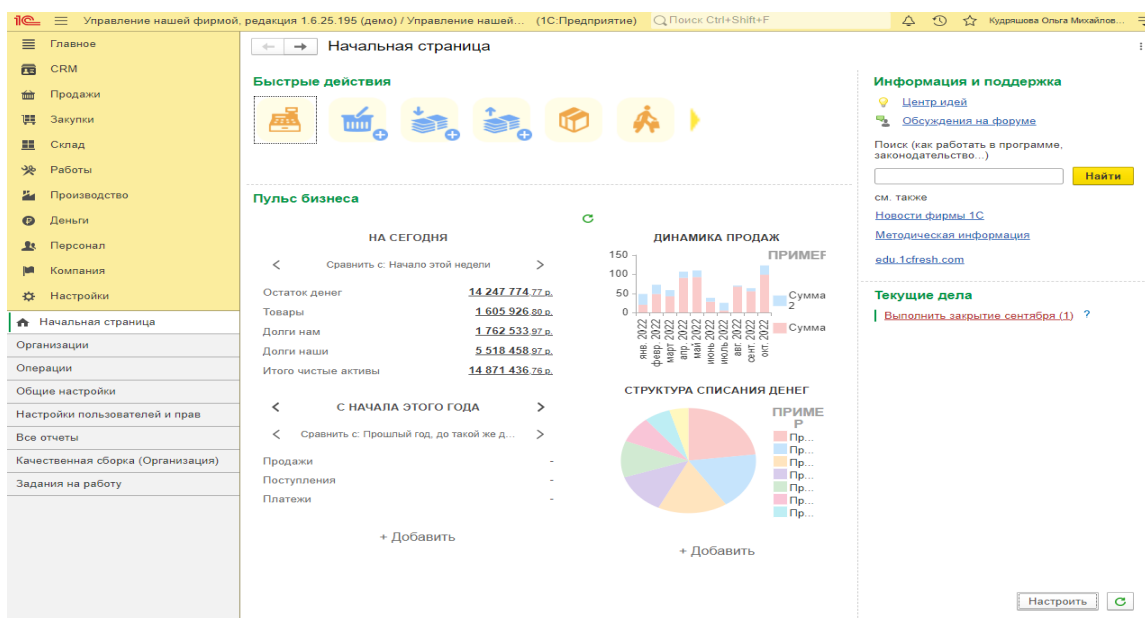 1С Управление нашей фирмой, редакция 1.6.25.195 (демо) / Управление нашей... (1С:Предприятие) Поиск Ctrl+Shift+F Кудряшова Ольга Михайлов...
Главное
CRM
Продажи
Закупки
Склад
Работы
Производство
Деньги
Персонал
Компания
Настройки
Начальная страница
Организации
Операции
Общие настройки
Настройки пользователей и прав
Все отчеты
Качественная сборка (Организация)
Задания на работу
Начальная страница
Быстрые действия
Пульс бизнеса
НА СЕГОДНЯ
Сравнить с: Начало этой недели
Остаток денег 14 247 774,77 р.
Товары 1 605 926,80 р.
Долги нам 1 762 533,97 р.
Долги наши 5 518 458,97 р.
Итого чистые активы 14 871 436,76 р.
С НАЧАЛА ЭТОГО ГОДА
Сравнить с: Прошлый год, до такой же д...
Продажи -
Поступления -
Платежи -
+ Добавить
ДИНАМИКА ПРОДАЖ
ПРИМЕР
150
100
50
0
Сумма
2
Сумма
янв. 2022
февр. 2022
март 2022
апр. 2022
май 2022
июнь 2022
июль 2022
авг. 2022
сент. 2022
окт. 2022
СТРУКТУРА СПИСАНИЯ ДЕНЕГ
ПРИМЕ
Р
Пр...
Пр...
Пр...
Пр...
Пр...
Пр...
Пр...
+ Добавить
Информация и поддержка
Центр идей
Обсуждения на форуме
Поиск (как работать в программе,
законодательство...)
Найти
см. также
Новости фирмы 1С
Методическая информация
edu.1cfresh.com
Текущие дела
Выполнить закрытие сентября (1) ?
Настроить